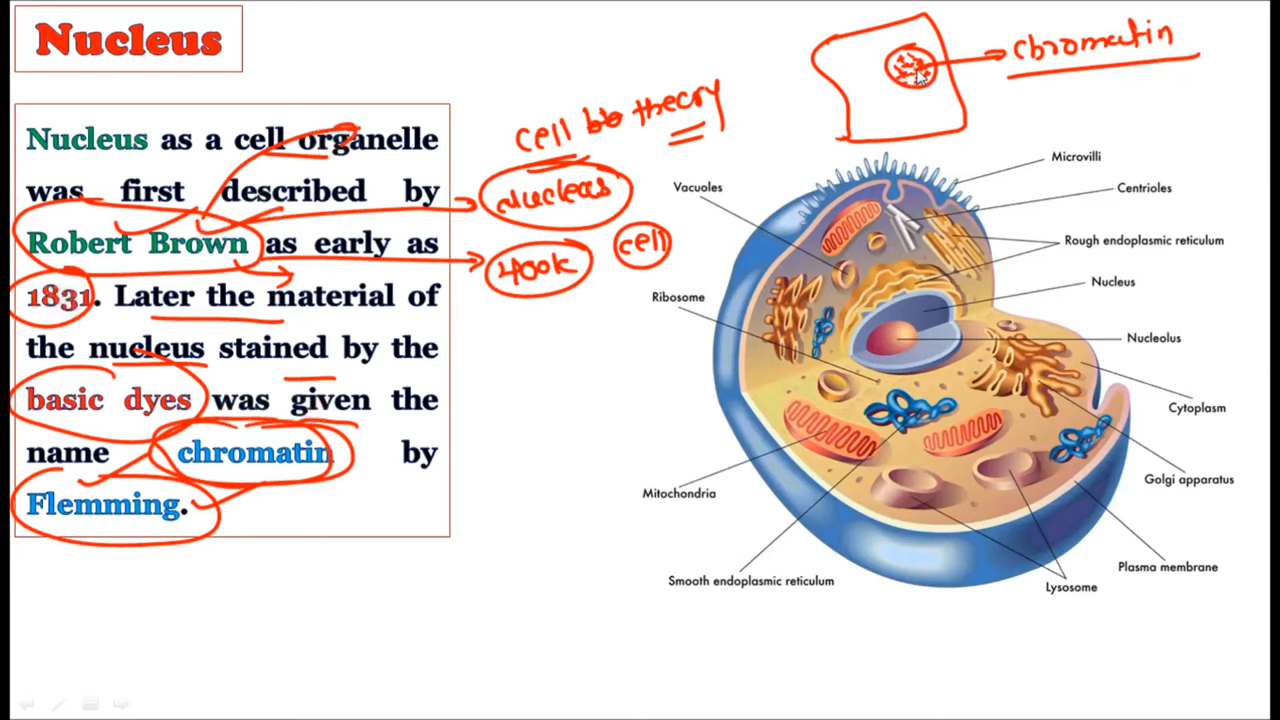 Nucleus
Nucleus as a cell organelle
was first described by
Robert Brown as early as
1831. Later the material of
the nucleus stained by the
basic dyes was given the
name chromatin by
Flemming.
cell theory
Nucleus
cell
chromatin
Microvilli
Vacuoles
Centrioles
Rough endoplasmic reticulum
Nucleus
Ribosome
Nucleolus
Cytoplasm
Golgi apparatus
Mitochondria
Plasma membrane
Smooth endoplasmic reticulum
Lysosome